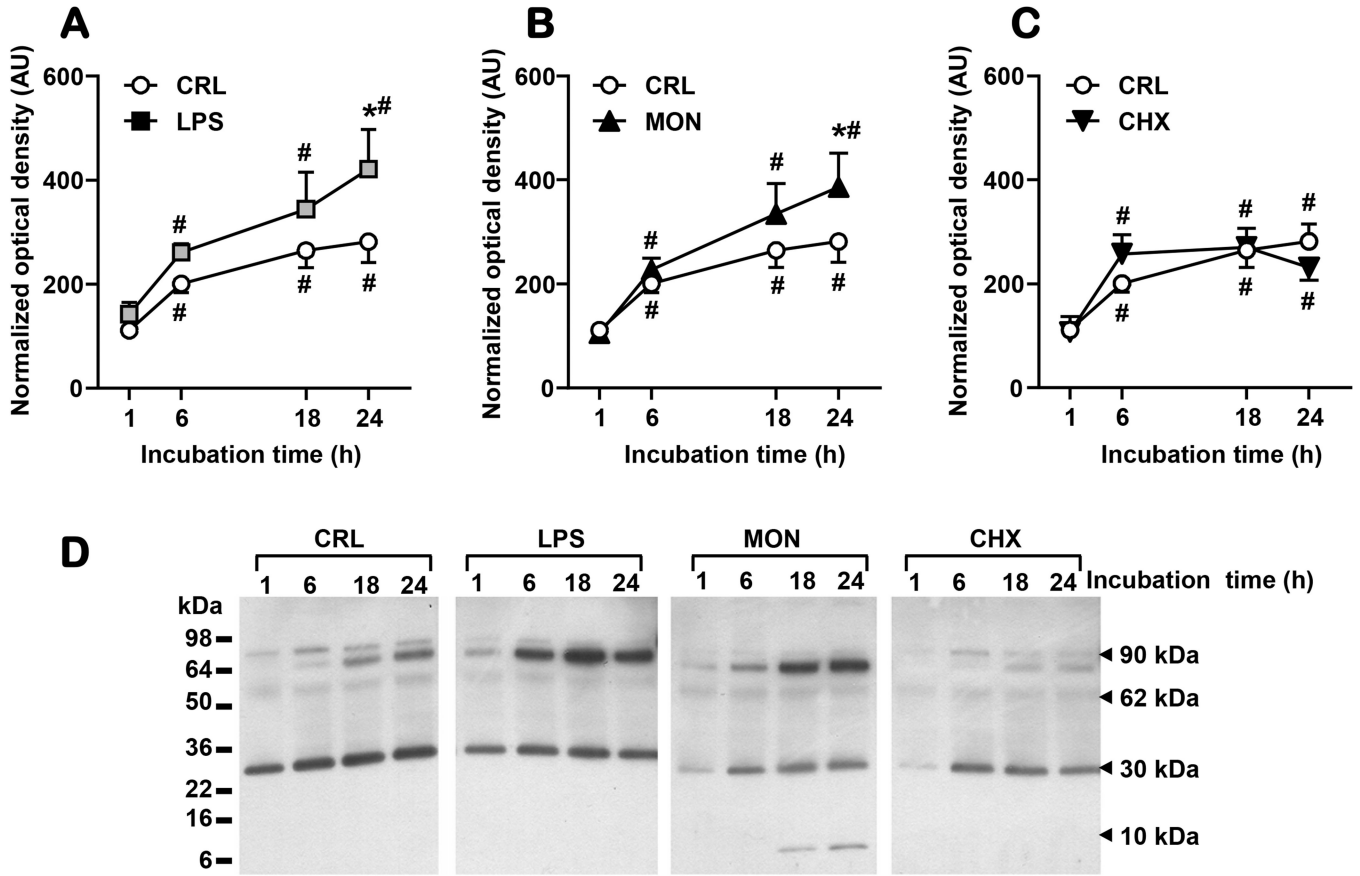 A
Normalized optical density (AU)
CRL
LPS
600
400
200
0
#
#
*#
#
#
#
1 6 18 24
Incubation time (h)
B
Normalized optical density (AU)
CRL
MON
600
400
200
0
#
#
*#
#
#
#
1 6 18 24
Incubation time (h)
C
Normalized optical density (AU)
CRL
CHX
600
400
200
0
#
#
#
#
#
#
1 6 18 24
Incubation time (h)
D
CRL LPS MON CHX
1 6 18 24 1 6 18 24 1 6 18 24 1 6 18 24 Incubation time (h)
kDa
98
64
50
36
22
16
6
90 kDa
62 kDa
30 kDa
10 kDa